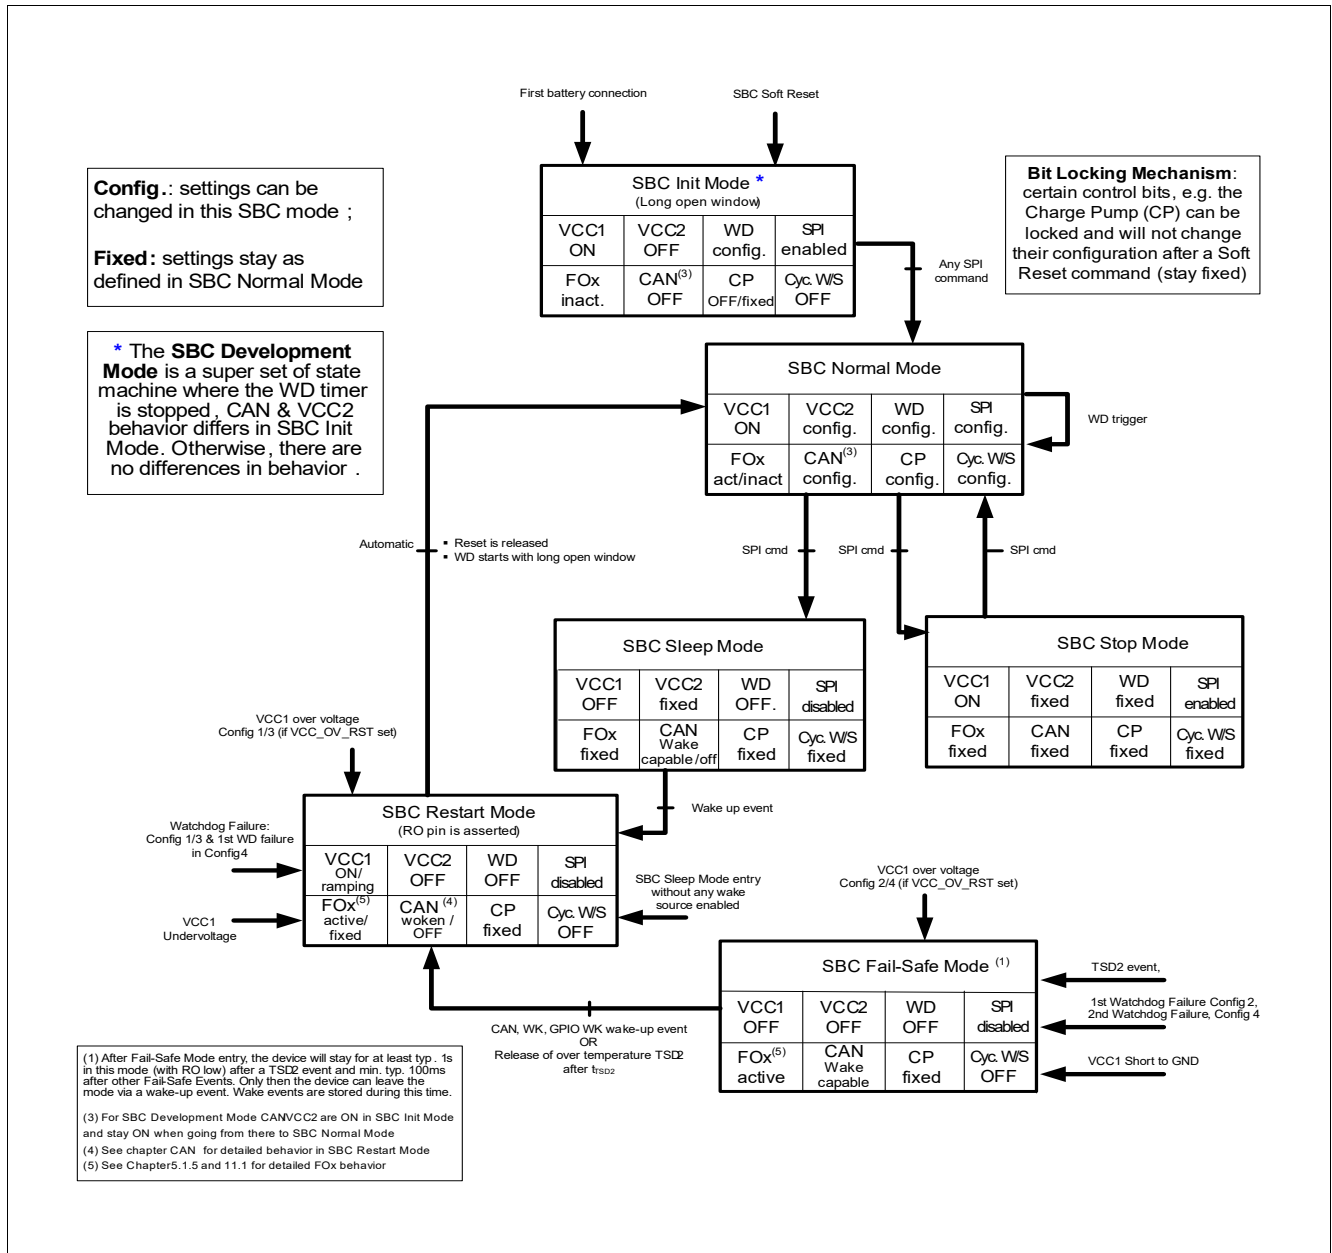 First battery connection
SBC Soft Reset
Config.: settings can be
changed in this SBC mode ;
Fixed: settings stay as
defined in SBC Normal Mode
SBC Init Mode *
(Long open window)
VCC1
ON
VCC2
OFF
WD
config.
SPI
enabled
FOx
inact.
CAN(3)
OFF
CP
OFF/fixed
Cyc. W/S
OFF
Bit Locking Mechanism:
certain control bits, e.g. the
Charge Pump (CP) can be
locked and will not change
their configuration after a Soft
Reset command (stay fixed)
Any SPI
command
* The SBC Development
Mode is a super set of state
machine where the WD timer
is stopped, CAN & VCC2
behavior differs in SBC Init
Mode. Otherwise, there are
no differences in behavior .
SBC Normal Mode
VCC1
ON
VCC2
config.
WD
config.
SPI
config.
FOx
act/inact
CAN(3)
config.
CP
config.
Cyc. W/S
config.
WD trigger
Automatic
▪ Reset is released
▪ WD starts with long open window
SPI cmd
SPI cmd
SPI cmd
SBC Sleep Mode
VCC1
OFF
VCC2
fixed
WD
OFF.
SPI
disabled
FOx
fixed
CAN
Wake
capable /off
CP
fixed
Cyc. W/S
fixed
SBC Stop Mode
VCC1
ON
VCC2
fixed
WD
fixed
SPI
enabled
FOx
fixed
CAN
fixed
CP
fixed
Cyc. W/S
fixed
VCC1 over voltage
Config 1/3 (if VCC_OV_RST set)
Wake up event
Watchdog Failure:
Config 1/3 & 1st WD failure
in Config4
VCC1
Undervoltage
SBC Restart Mode
(RO pin is asserted)
VCC1
ON/
ramping
VCC2
OFF
WD
OFF
SPI
disabled
FOx(5)
active/
fixed
CAN (4)
woken /
OFF
CP
fixed
Cyc. W/S
OFF
SBC Sleep Mode entry
without any wake
source enabled
VCC1 over voltage
Config 2/4 (if VCC_OV_RST set)
SBC Fail-Safe Mode (1)
VCC1
OFF
VCC2
OFF
WD
OFF
SPI
disabled
FOx(5)
active
CAN
Wake
capable
CP
fixed
Cyc. W/S
OFF
TSD2 event,
1st Watchdog Failure Config 2,
2nd Watchdog Failure, Config 4
VCC1 Short to GND
CAN, WK, GPIO WK wake-up event
OR
Release of over temperature TSD2
after tTSD2
(1) After Fail-Safe Mode entry, the device will stay for at least typ . 1s
in this mode (with RO low) after a TSD2 event and min. typ. 100ms
after other Fail-Safe Events. Only then the device can leave the
mode via a wake-up event. Wake events are stored during this time.
(3) For SBC Development Mode CAN/VCC2 are ON in SBC Init Mode
and stay ON when going from there to SBC Normal Mode
(4) See chapter CAN for detailed behavior in SBC Restart Mode
(5) See Chapter5.1.5 and 11.1 for detailed FOx behavior